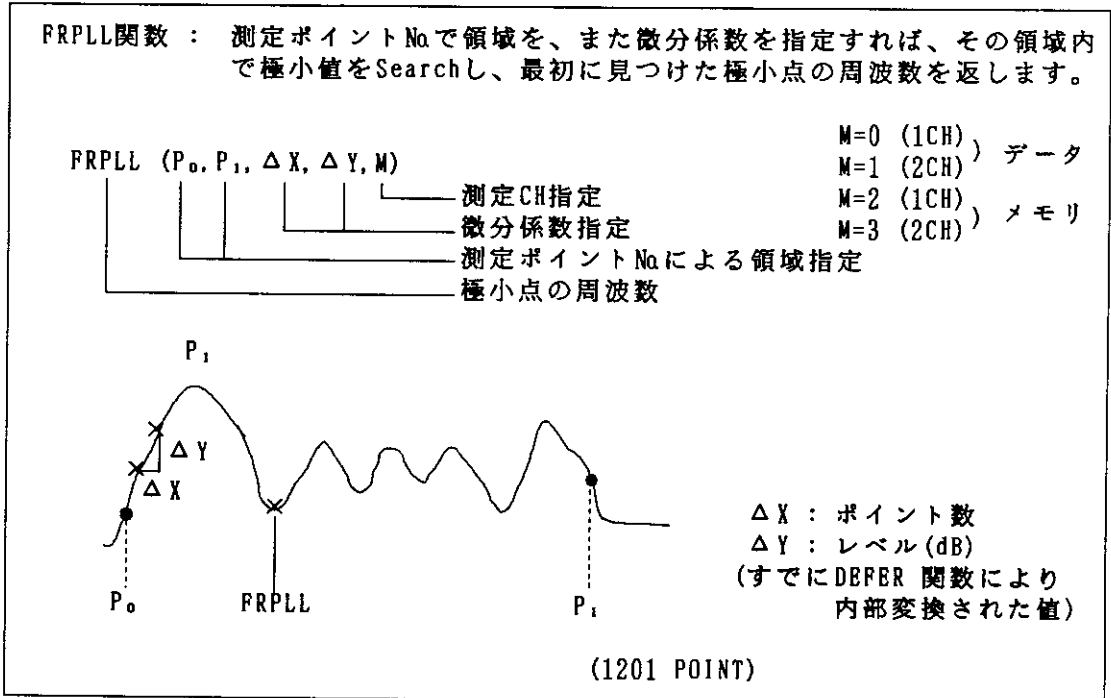 FRPLL関数 : 測定ポイント№で領域を、また微分係数を指定すれば、その領域内
で極小値をSearchし、最初に見つけた極小点の周波数を返します。
FRPLL (P₀, P₁, ΔX, ΔY, M)
測定CH指定
微分係数指定
測定ポイント№による領域指定
極小点の周波数
M=0 (1CH)
M=1 (2CH)
) データ
M=2 (1CH)
M=3 (2CH)
) メモリ
P₁
ΔY
ΔX
P₀
FRPLL
P₁
ΔX : ポイント数
ΔY : レベル(dB)
(すでにDEFER 関数により
内部変換された値)
(1201 POINT)